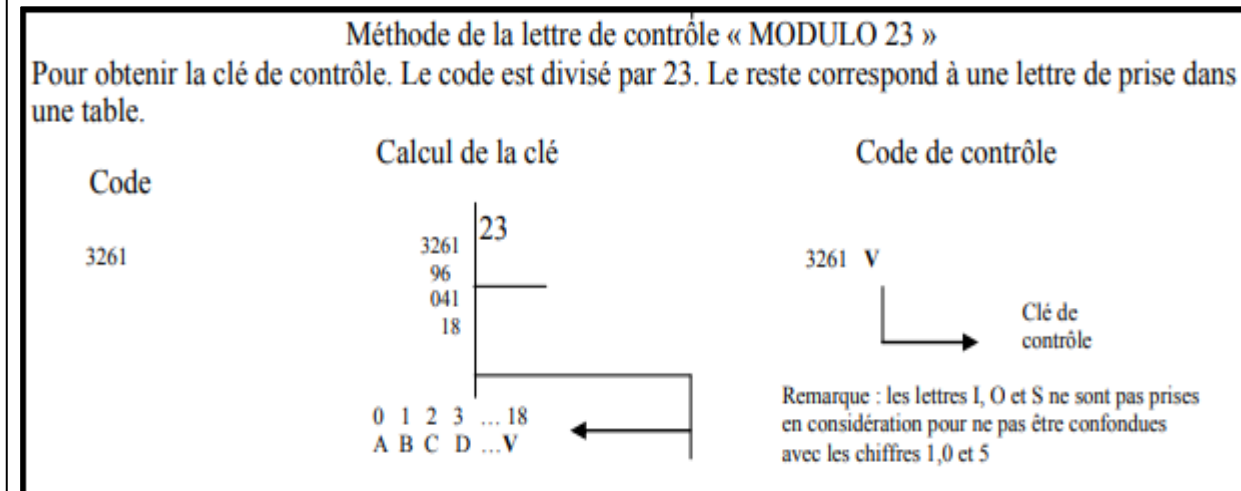 Méthode de la lettre de contrôle « MODULO 23 »
Pour obtenir la clé de contrôle. Le code est divisé par 23. Le reste correspond à une lettre de prise dans
une table.
Code
3261
Calcul de la clé
3261 23
96
041
18
0 1 2 3 ... 18
A B C D ...V
Code de contrôle
3261 V
Clé de
contrôle
Remarque : les lettres I, O et S ne sont pas prises
en considération pour ne pas être confondues
avec les chiffres 1,0 et 5